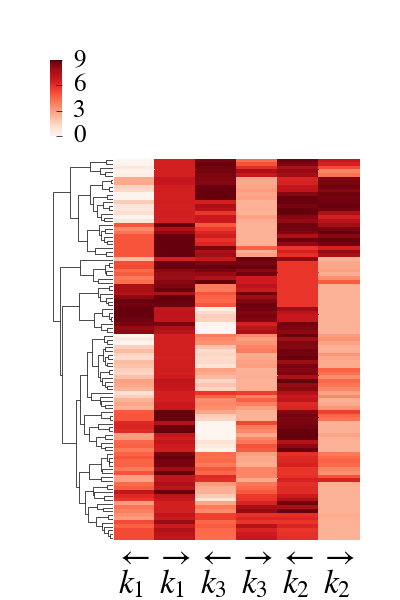 9
6
3
0
← → ← → ← →
k₁ k₁ k₃ k₃ k₂ k₂